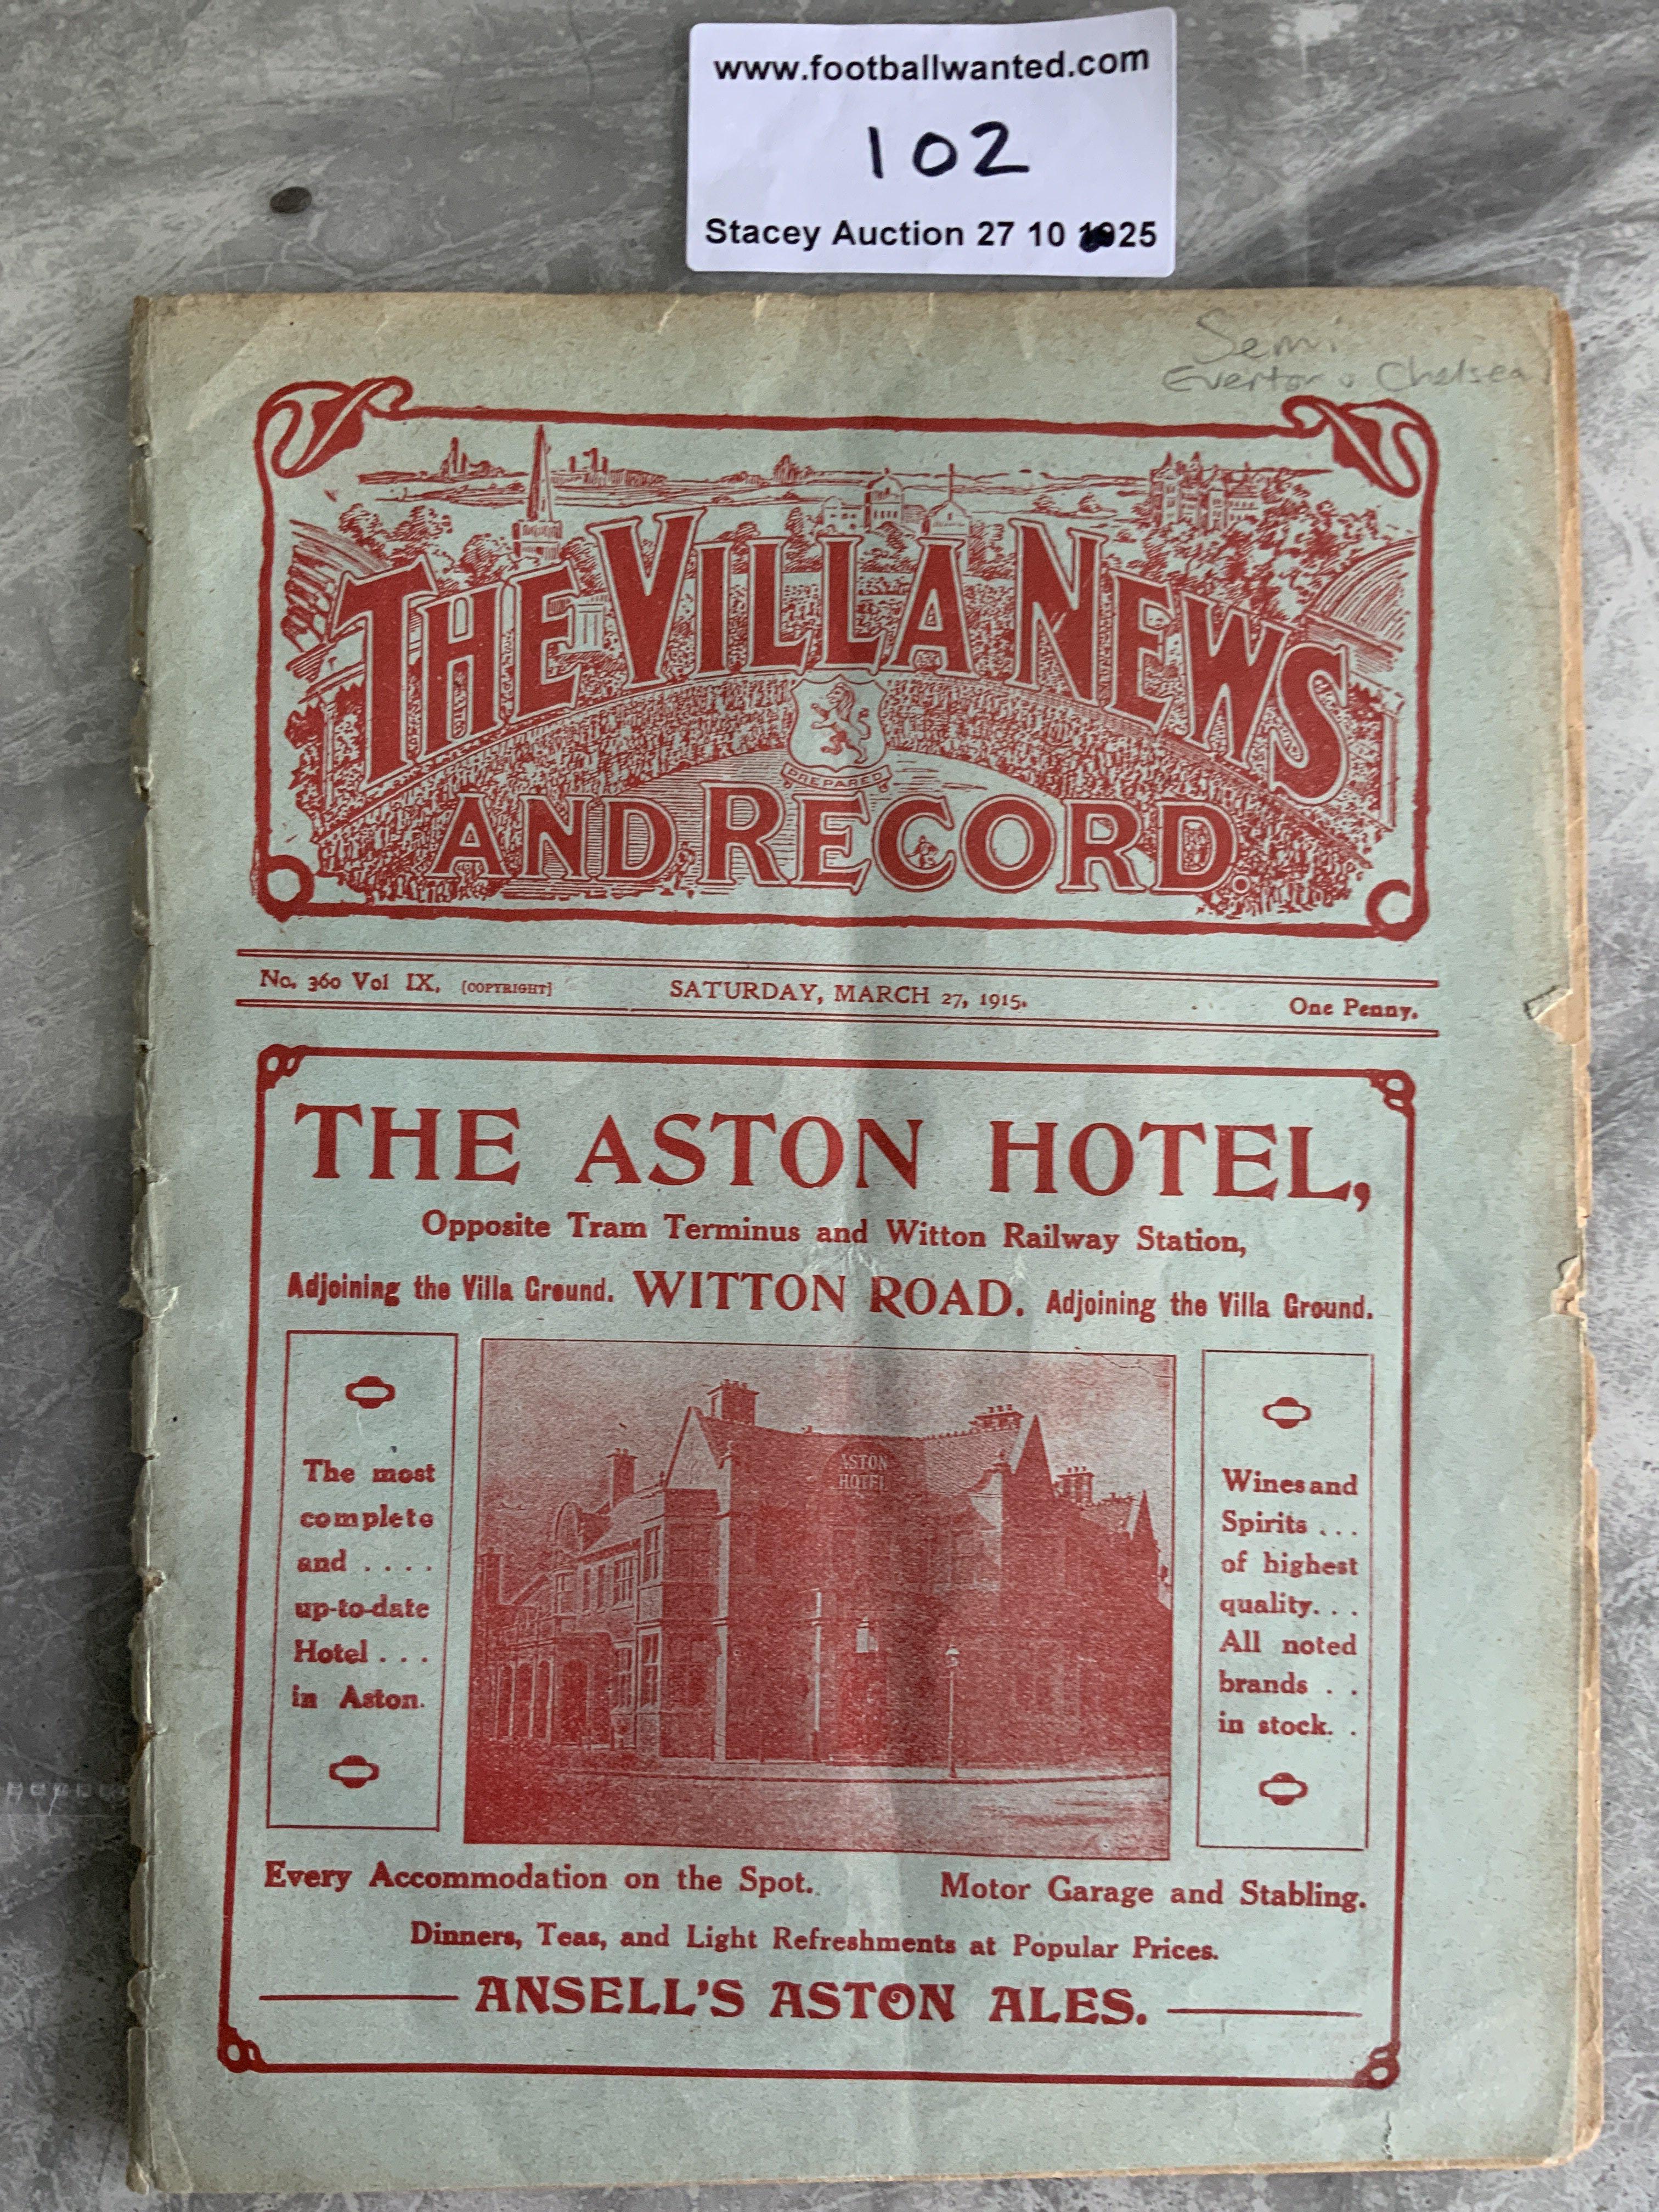 www.footballwanted.com
102
Stacey Auction 27 10 25
Semi
Everton v Chelsea
THE VILLA NEWS
PREPARED
AND RECORD.
No. 360 Vol IX. [COPYRIGHT] SATURDAY, MARCH 27, 1915. One Penny.
THE ASTON HOTEL,
Opposite Tram Terminus and Witton Railway Station,
Adjoining the Villa Ground. WITTON ROAD. Adjoining the Villa Ground.
The most
complete
and ....
up-to-date
Hotel ...
in Aston.
ASTON
HOTEL
Wines and
Spirits ...
of highest
quality...
All noted
brands ..
in stock. .
Every Accommodation on the Spot. Motor Garage and Stabling.
Dinners, Teas, and Light Refreshments at Popular Prices.
ANSELL'S ASTON ALES.